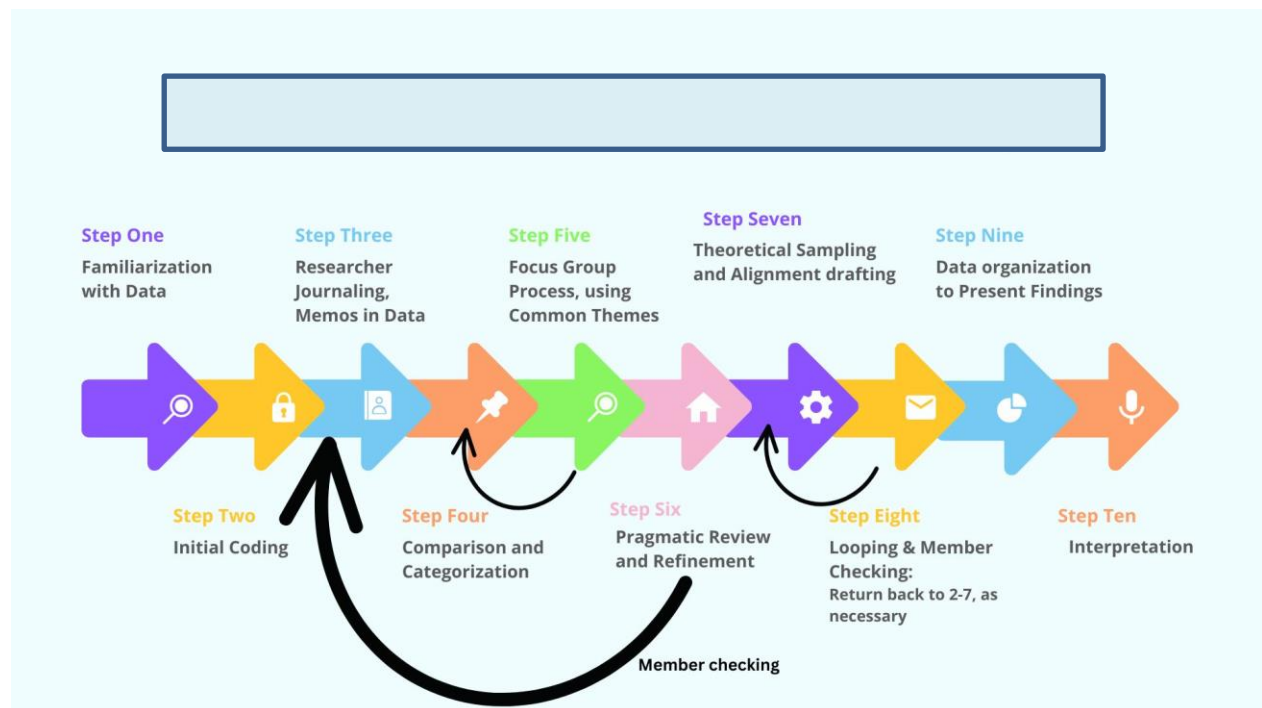 Step One
Familiarization
with Data
Step Two
Initial Coding
Step Three
Researcher
Journaling,
Memos in Data
Step Four
Comparison and
Categorization
Step Five
Focus Group
Process, using
Common Themes
Step Six
Pragmatic Review
and Refinement
Step Seven
Theoretical Sampling
and Alignment drafting
Step Eight
Looping & Member
Checking:
Return back to 2-7, as
necessary
Step Nine
Data organization
to Present Findings
Step Ten
Interpretation
Member checking